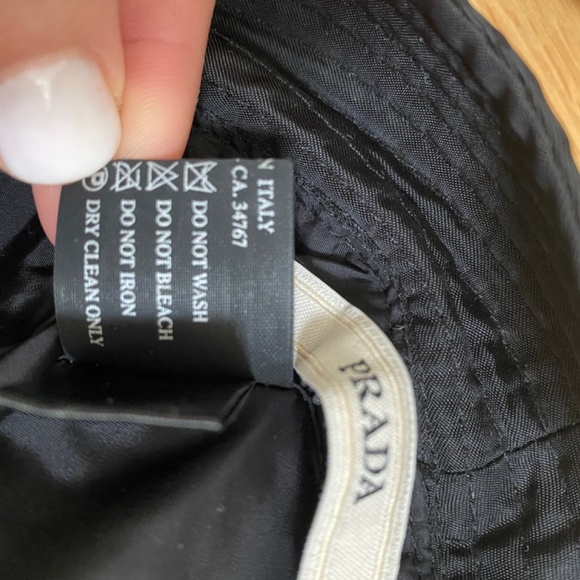 N ITALY
CA. 34767
DO NOT WASH
DO NOT BLEACH
DO NOT IRON
DRY CLEAN ONLY
PRADA